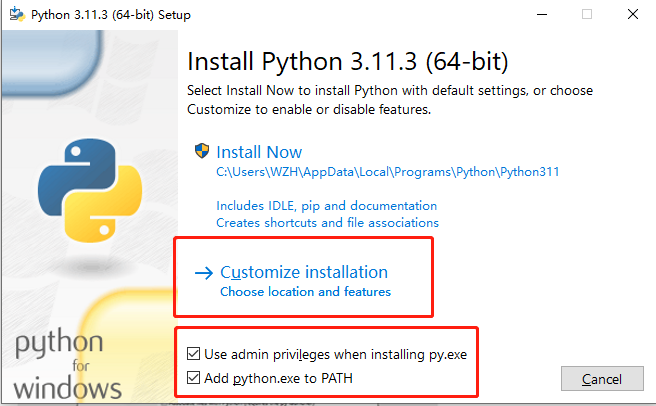 Python 3.11.3 (64-bit) Setup
Install Python 3.11.3 (64-bit)
Select Install Now to install Python with default settings, or choose
Customize to enable or disable features.
Install Now
C:\Users\WZH\AppData\Local\Programs\Python\Python311
Includes IDLE, pip and documentation
Creates shortcuts and file associations
Customize installation
Choose location and features
python
for
windows
Use admin privileges when installing py.exe
Add python.exe to PATH
Cancel